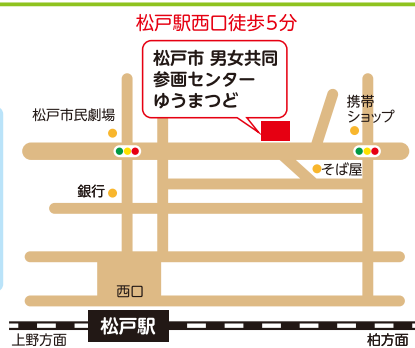 松戸駅西口徒歩5分
松戸市 男女共同
参画センター
ゆうまつど
携帯
ショップ
松戸市民劇場
そば屋
銀行
西口
松戸駅
上野方面
柏方面